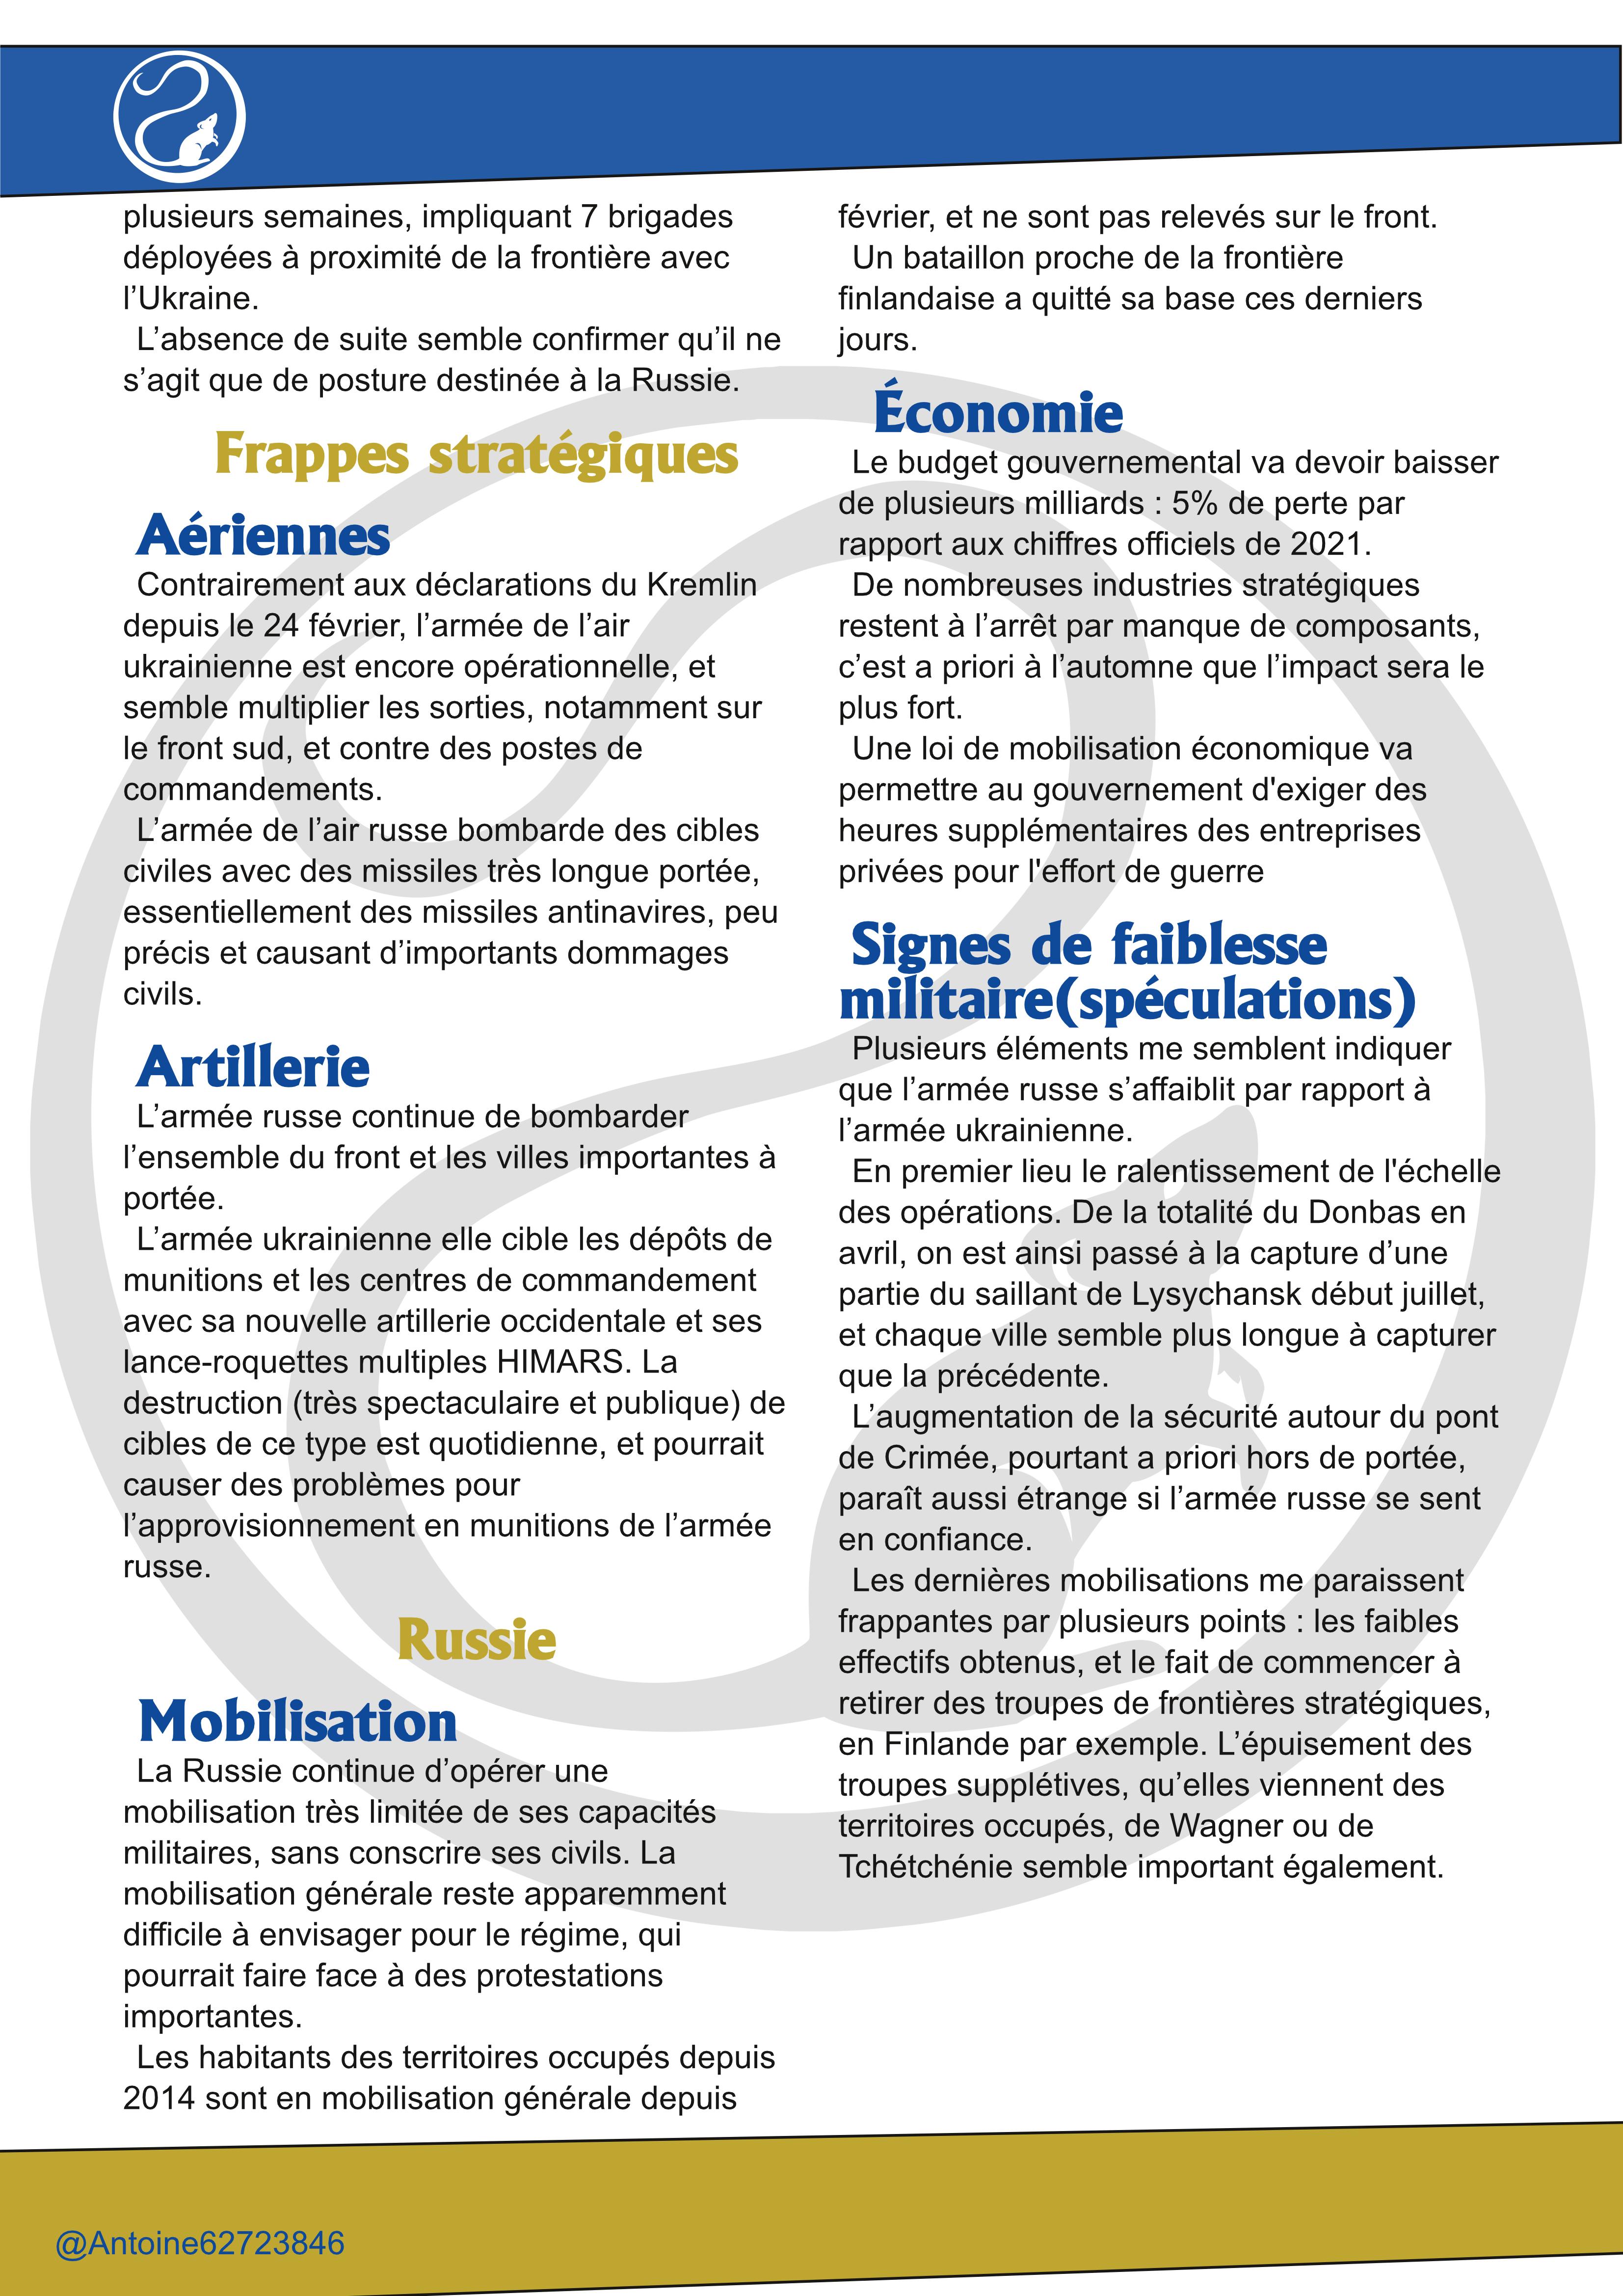 plusieurs semaines, impliquant 7 brigades
déployées à proximité de la frontière avec
l’Ukraine.
L’absence de suite semble confirmer qu’il ne
s’agit que de posture destinée à la Russie.
Frappes stratégiques
Aériennes
Contrairement aux déclarations du Kremlin
depuis le 24 février, l’armée de l’air
ukrainienne est encore opérationnelle, et
semble multiplier les sorties, notamment sur
le front sud, et contre des postes de
commandements.
L’armée de l’air russe bombarde des cibles
civiles avec des missiles très longue portée,
essentiellement des missiles antinavires, peu
précis et causant d’importants dommages
civils.
Artillerie
L’armée russe continue de bombarder
l’ensemble du front et les villes importantes à
portée.
L’armée ukrainienne elle cible les dépôts de
munitions et les centres de commandement
avec sa nouvelle artillerie occidentale et ses
lance-roquettes multiples HIMARS. La
destruction (très spectaculaire et publique) de
cibles de ce type est quotidienne, et pourrait
causer des problèmes pour
l’approvisionnement en munitions de l’armée
russe.
Russie
Mobilisation
La Russie continue d’opérer une
mobilisation très limitée de ses capacités
militaires, sans conscrire ses civils. La
mobilisation générale reste apparemment
difficile à envisager pour le régime, qui
pourrait faire face à des protestations
importantes.
Les habitants des territoires occupés depuis
2014 sont en mobilisation générale depuis
février, et ne sont pas relevés sur le front.
Un bataillon proche de la frontière
finlandaise a quitté sa base ces derniers
jours.
Économie
Le budget gouvernemental va devoir baisser
de plusieurs milliards : 5% de perte par
rapport aux chiffres officiels de 2021.
De nombreuses industries stratégiques
restent à l’arrêt par manque de composants,
c’est a priori à l’automne que l’impact sera le
plus fort.
Une loi de mobilisation économique va
permettre au gouvernement d'exiger des
heures supplémentaires des entreprises
privées pour l'effort de guerre
Signes de faiblesse
militaire(spéculations)
Plusieurs éléments me semblent indiquer
que l’armée russe s’affaiblit par rapport à
l’armée ukrainienne.
En premier lieu le ralentissement de l'échelle
des opérations. De la totalité du Donbas en
avril, on est ainsi passé à la capture d’une
partie du saillant de Lysychansk début juillet,
et chaque ville semble plus longue à capturer
que la précédente.
L’augmentation de la sécurité autour du pont
de Crimée, pourtant a priori hors de portée,
paraît aussi étrange si l’armée russe se sent
en confiance.
Les dernières mobilisations me paraissent
frappantes par plusieurs points : les faibles
effectifs obtenus, et le fait de commencer à
retirer des troupes de frontières stratégiques,
en Finlande par exemple. L’épuisement des
troupes supplétives, qu’elles viennent des
territoires occupés, de Wagner ou de
Tchétchénie semble important également.
@Antoine62723846